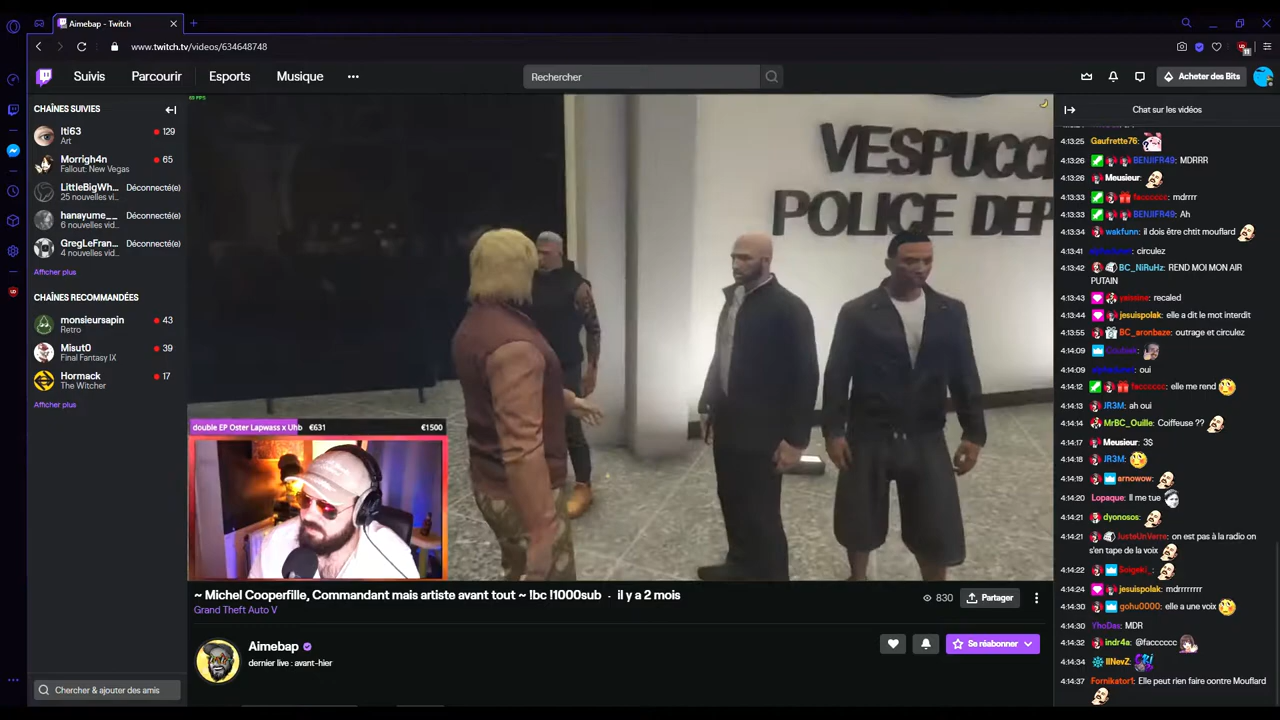 Aimebap - Twitch
www.twitch.tv/videos/634648748
Suivis
Parcourir
Esports
Musique
Rechercher
Acheter des Bits
CHAÎNES SUIVIES
Iti63
129
Art
Morrigh4n
65
Fallout: New Vegas
LittleBigWh...
Déconnecté(e)
25 nouvelles vi...
hanayume__
Déconnecté(e)
6 nouvelles vid...
GregLeFran...
Déconnecté(e)
4 nouvelles vid...
Afficher plus
CHAÎNES RECOMMANDÉES
monsieursapin
43
Retro
Misut0
39
Final Fantasy IX
Hormack
17
The Witcher
Afficher plus
Chercher & ajouter des amis
VESPUCCI
POLICE DEP
double EP Oster Lapwass x Uhb €631 €1500
~ Michel Cooperfille, Commandant mais artiste avant tout ~ !bc !1000sub · il y a 2 mois
Grand Theft Auto V
830
Partager
Aimebap
dernier live : avant-hier
Se réabonner
Chat sur les vidéos
4:13:25 Gaufrette76:
4:13:26 BENJIFR49: MDRRR
4:13:26 Meusieur:
4:13:33 facccccc: mdrrr
4:13:33 BENJIFR49: Ah
4:13:34 wakfunn: il dois être chtit mouflard
4:13:41 circulez
4:13:42 BC_NiRuHz: REND MOI MON AIR
PUTAIN
4:13:43 yaissine: recaled
4:13:44 jesuispolak: elle a dit le mot interdit
4:13:55 BC_aronbaze: outrage et circulez
4:14:09
4:14:09 oui
4:14:12 facccccc: elle me rend
4:14:13 JR3M: ah oui
4:14:14 MrBC_Ouille: Coiffeuse ??
4:14:17 Meusieur: 3$
4:14:18 JR3M:
4:14:19 arnowow:
4:14:20 Lopaque: Il me tue
4:14:21 dyonosos:
4:14:21 JusteUnVerre: on est pas à la radio on
s'en tape de la voix
4:14:22 Soigeki_:
4:14:22 jesuispolak: mdrrrrrrr
4:14:30 gohu0000: elle a une voix
4:14:30 YhoDas: MDR
4:14:32 indr4a: @facccccc
4:14:34 IlNevZ:
4:14:37 Fornikator1: Elle peut rien faire oontre Mouflard